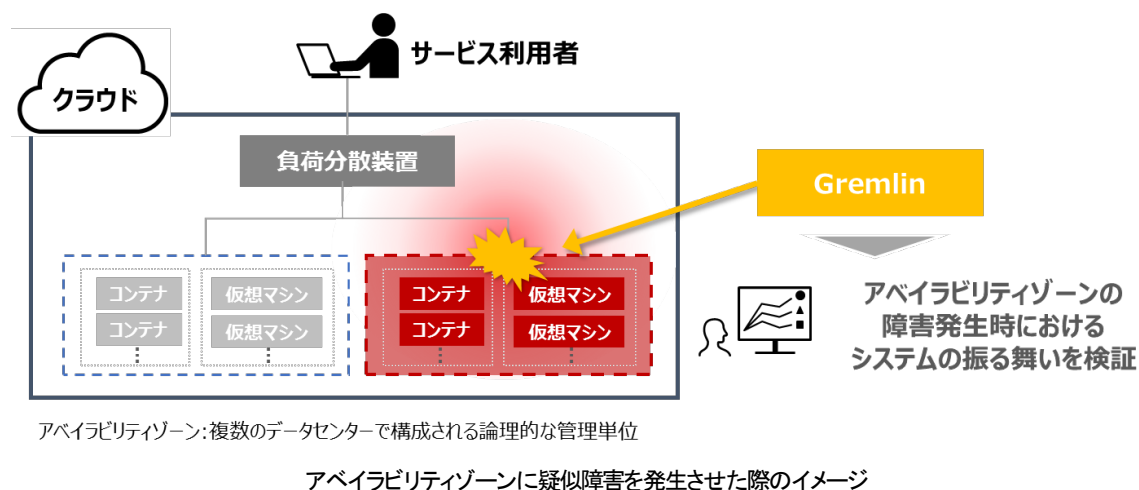 サービス利用者
クラウド
負荷分散装置
Gremlin
コンテナ 仮想マシン コンテナ 仮想マシン
コンテナ 仮想マシン コンテナ 仮想マシン
アベイラビリティゾーンの
障害発生時における
システムの振る舞いを検証
アベイラビリティゾーン：複数のデータセンターで構成される論理的な管理単位
アベイラビリティゾーンに疑似障害を発生させた際のイメージ